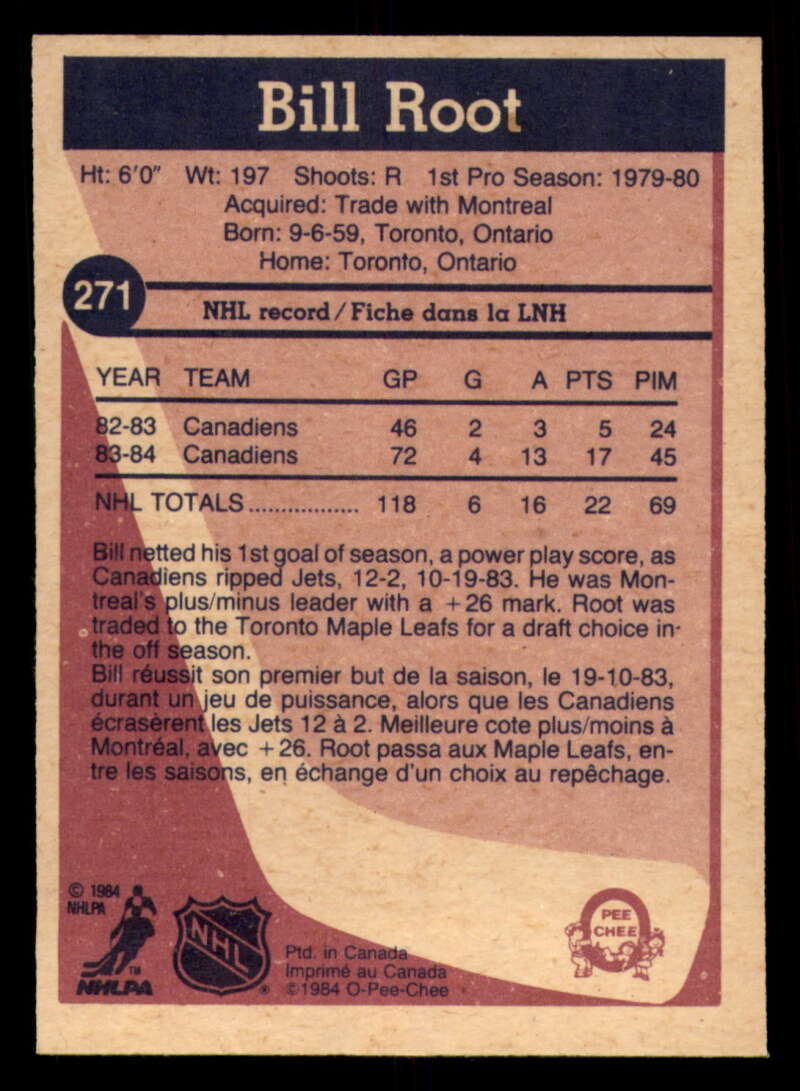 Bill Root
Ht: 6'0" Wt: 197 Shoots: R 1st Pro Season: 1979-80
Acquired: Trade with Montreal
Born: 9-6-59, Toronto, Ontario
Home: Toronto, Ontario
271
NHL record/Fiche dans la LNH
YEAR TEAM GP G A PTS PIM
82-83 Canadiens 46 2 3 5 24
83-84 Canadiens 72 4 13 17 45
NHL TOTALS................. 118 6 16 22 69
Bill netted his 1st goal of season, a power play score, as
Canadiens ripped Jets, 12-2, 10-19-83. He was Mon-
treal's plus/minus leader with a +26 mark. Root was
traded to the Toronto Maple Leafs for a draft choice in
the off season.
Bill réussit son premier but de la saison, le 19-10-83,
durant un jeu de puissance, alors que les Canadiens
écrasèrent les Jets 12 à 2. Meilleure cote plus/moins à
Montréal, avec +26. Root passa aux Maple Leafs, en-
tre les saisons, en échange d'un choix au repêchage.
© 1984
NHLPA
TM
NHLPA
NHL
®
Ptd. in Canada
Imprimé au Canada
©1984 O-Pee-Chee
PEE
CHEE